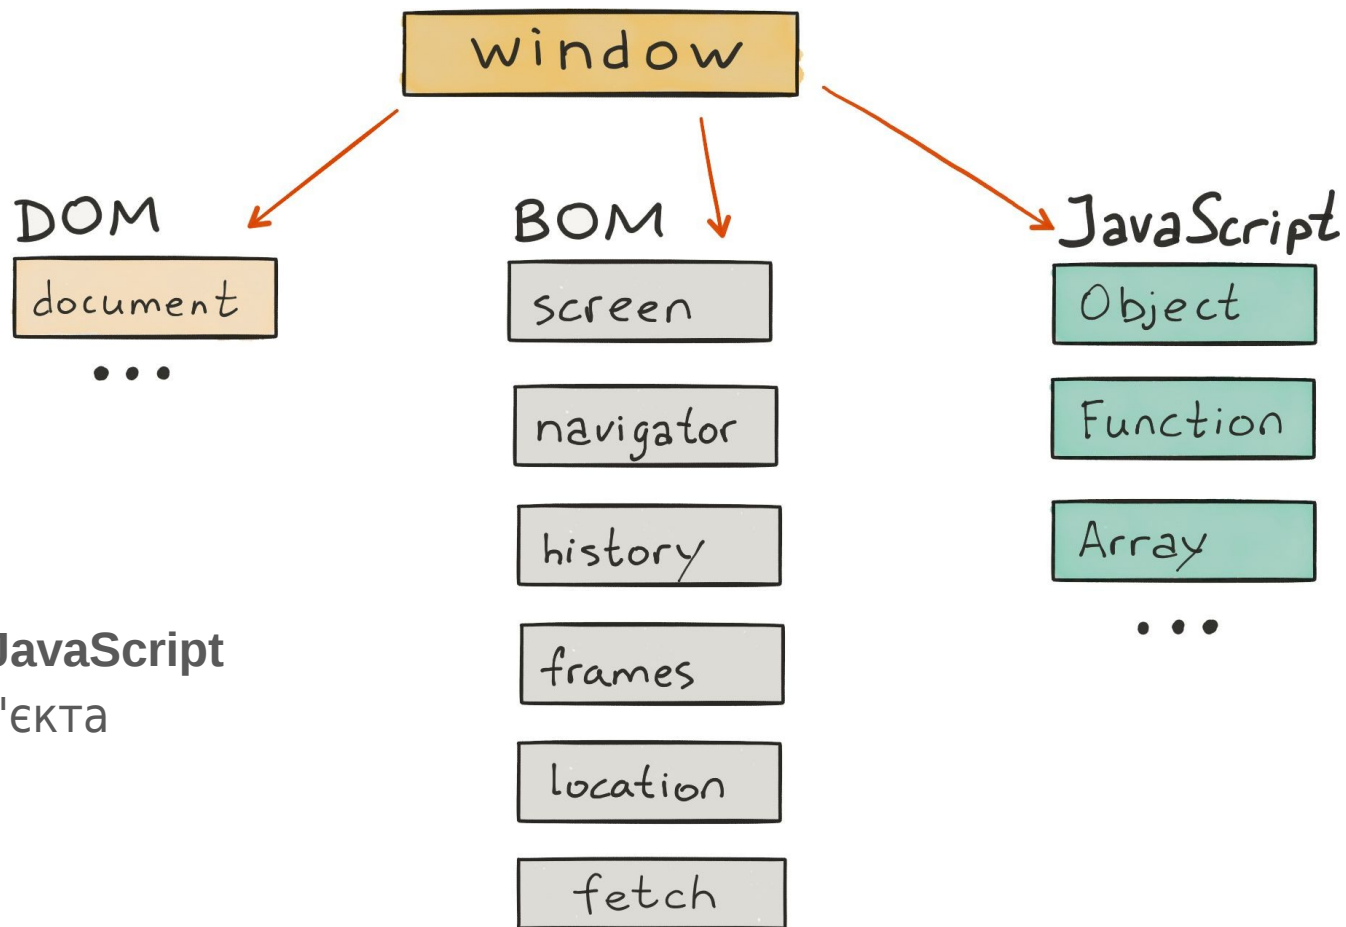 window
DOM
document
BOM
screen
navigator
history
frames
location
fetch
JavaScript
Object
Function
Array
JavaScript
'єкта